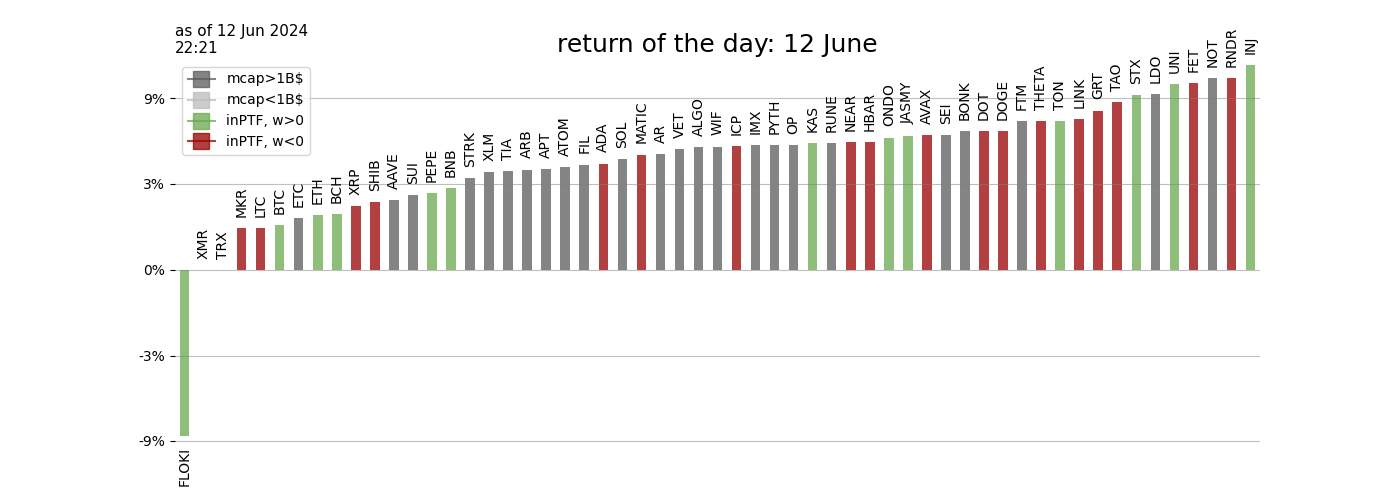 as of 12 Jun 2024
22:21
return of the day: 12 June
mcap>1B$
mcap<1B$
inPTF, w>0
inPTF, w<0
9%
3%
0%
-3%
-9%
FLOKI
XMR
TRX
MKR
LTC
BTC
ETC
ETH
BCH
XRP
SHIB
AAVE
SUI
PEPE
BNB
STRK
XLM
TIA
ARB
APT
ATOM
FIL
ADA
SOL
MATIC
AR
VET
ALGO
WIF
ICP
IMX
PYTH
OP
KAS
RUNE
NEAR
HBAR
ONDO
JASMY
AVAX
SEI
BONK
DOT
DOGE
FTM
THETA
TON
LINK
GRT
TAO
STX
LDO
UNI
FET
NOT
RNDR
INJ